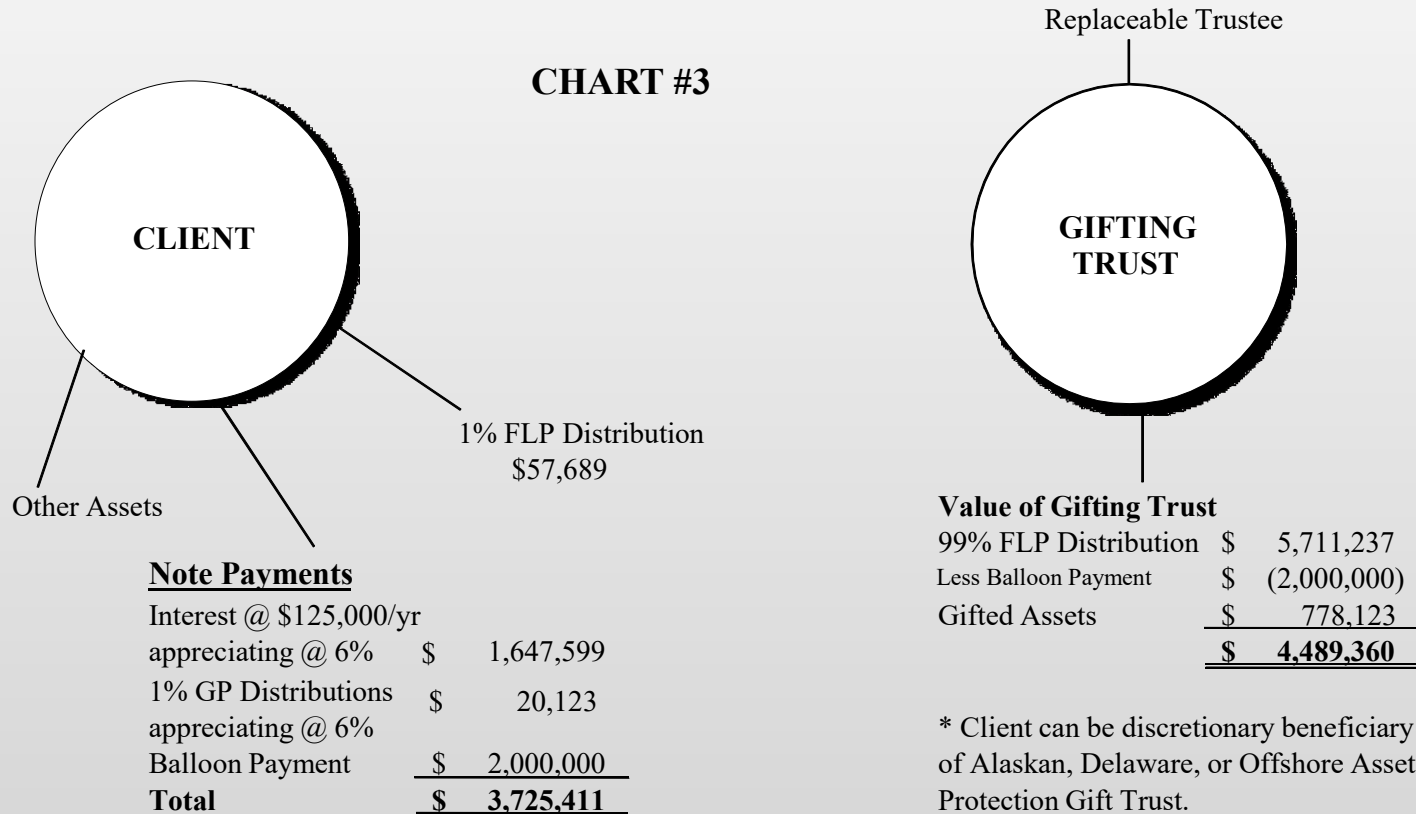 Replaceable Trustee
CHART #3
CLIENT
1% FLP Distribution
$57,689
Other Assets
Note Payments
Interest @ $125,000/yr
appreciating @ 6% $ 1,647,599
1% GP Distributions
appreciating @ 6% $ 20,123
Balloon Payment $ 2,000,000
Total $ 3,725,411
GIFTING
TRUST
Value of Gifting Trust
99% FLP Distribution $ 5,711,237
Less Balloon Payment $ (2,000,000)
Gifted Assets $ 778,123
$ 4,489,360
* Client can be discretionary beneficiary
of Alaskan, Delaware, or Offshore Asset
Protection Gift Trust.